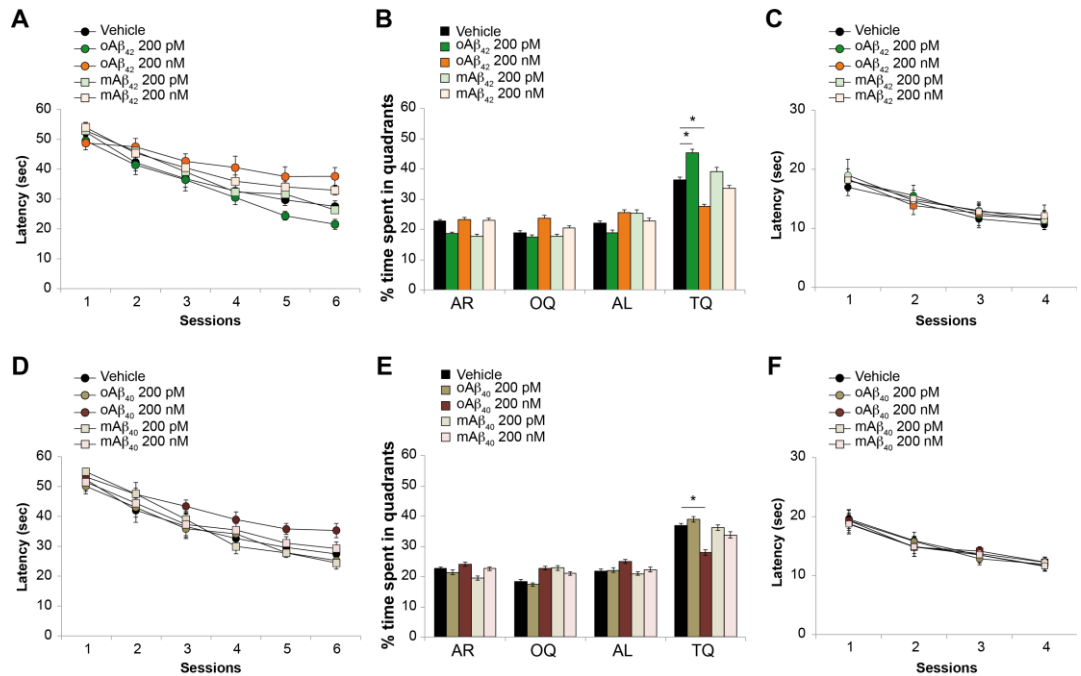 A
Vehicle
oAβ42 200 pM
oAβ42 200 nM
mAβ42 200 pM
mAβ42 200 nM
Latency (sec)
60
50
40
30
20
10
0
1 2 3 4 5 6
Sessions
B
Vehicle
oAβ42 200 pM
oAβ42 200 nM
mAβ42 200 pM
mAβ42 200 nM
% time spent in quadrants
60
50
40
30
20
10
0
*
*
AR OQ AL TQ
C
Vehicle
oAβ42 200 pM
oAβ42 200 nM
mAβ42 200 pM
mAβ42 200 nM
Latency (sec)
30
20
10
0
1 2 3 4
Sessions
D
Vehicle
oAβ40 200 pM
oAβ40 200 nM
mAβ40 200 pM
mAβ40 200 nM
Latency (sec)
60
50
40
30
20
10
0
1 2 3 4 5 6
Sessions
E
Vehicle
oAβ40 200 pM
oAβ40 200 nM
mAβ40 200 pM
mAβ40 200 nM
% time spent in quadrants
60
50
40
30
20
10
0
*
AR OQ AL TQ
F
Vehicle
oAβ40 200 pM
oAβ40 200 nM
mAβ40 200 pM
mAβ40 200 nM
Latency (sec)
30
20
10
0
1 2 3 4
Sessions